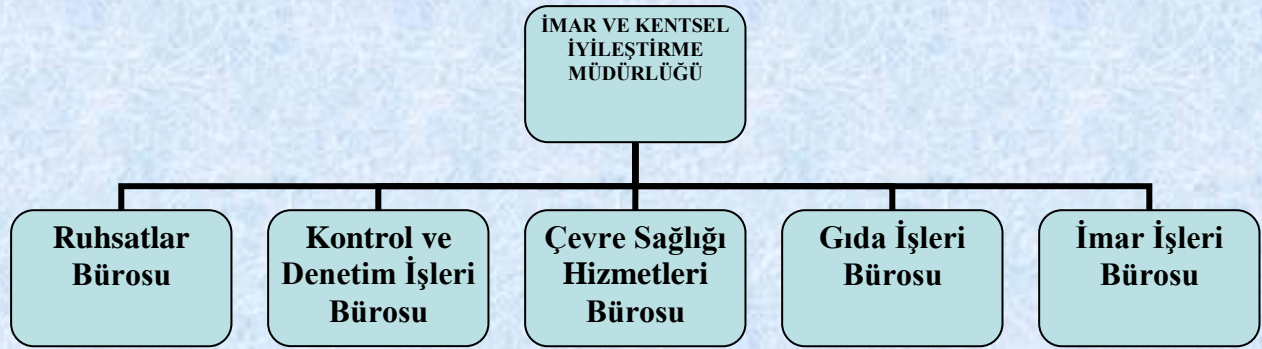 İMAR VE KENTSEL
İYİLEŞTİRME
MÜDÜRLÜĞÜ
Ruhsatlar
Bürosu
Kontrol ve
Denetim İşleri
Bürosu
Çevre Sağlığı
Hizmetleri
Bürosu
Gıda İşleri
Bürosu
İmar İşleri
Bürosu